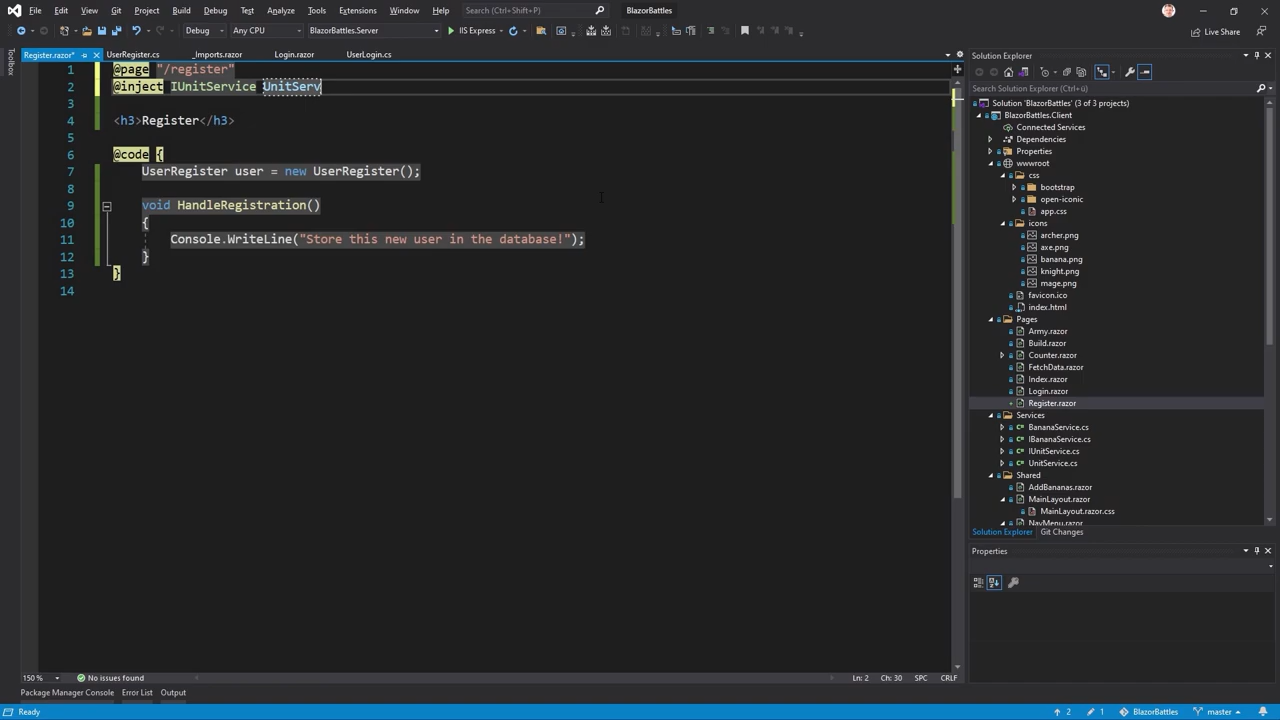 File Edit View Git Project Build Debug Test Analyze Tools Extensions Window Help Search (Ctrl+Shift+P) BlazorBattles
Debug Any CPU BlazorBattles.Server IIS Express Live Share
Toolbox
Register.razor* UserRegister.cs _Imports.razor Login.razor UserLogin.cs
1 @page "/register"
2 @inject IUnitService UnitServ
3
4 <h3>Register</h3>
5
6 @code {
7 UserRegister user = new UserRegister();
8
9 void HandleRegistration()
10 {
11 Console.WriteLine("Store this new user in the database!");
12 }
13 }
14
150 % No issues found Ln: 2 Ch: 30 SPC CRLF
Package Manager Console Error List Output
Solution Explorer
Search Solution Explorer (Ctrl+ü)
Solution 'BlazorBattles' (3 of 3 projects)
BlazorBattles.Client
Connected Services
Dependencies
Properties
wwwroot
css
bootstrap
open-iconic
app.css
icons
archer.png
axe.png
banana.png
knight.png
mage.png
favicon.ico
index.html
Pages
Army.razor
Build.razor
Counter.razor
FetchData.razor
Index.razor
Login.razor
Register.razor
Services
BananaService.cs
IBananaService.cs
IUnitService.cs
UnitService.cs
Shared
AddBananas.razor
MainLayout.razor
MainLayout.razor.css
NavMenu.razor
Solution Explorer Git Changes
Properties
Ready 2 1 BlazorBattles master